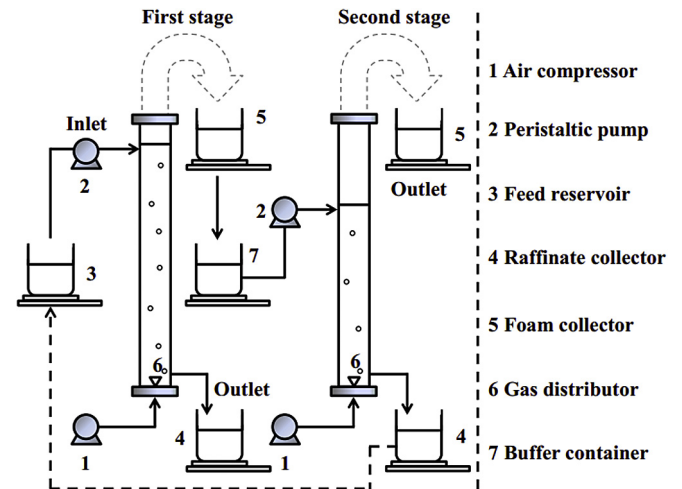 First stage
Second stage
1 Air compressor
5
Inlet
5
2 Peristaltic pump
2
Outlet
3 Feed reservoir
2
7
4 Raffinate collector
3
5 Foam collector
6
6
Outlet
6 Gas distributor
4
4
7 Buffer container
1
1